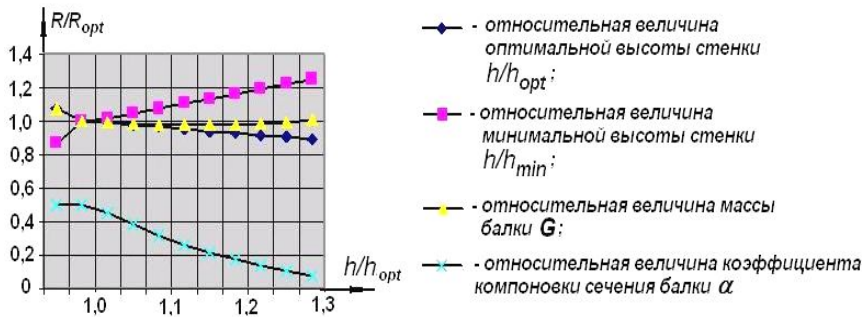 R/Ropt
1,4
1.2
1.0
0,8
0.6
0.4
0.2
0
1,0
1,1
1,2
1,3
h/hopt
- относительная величина
оптимальной высоты стенки
h/hopt ;
- относительная величина
минимальной высоты стенки
h/hmin ;
- относительная величина массы
балки G;
- относительная величина коэффициента
компоновки сечения балки α